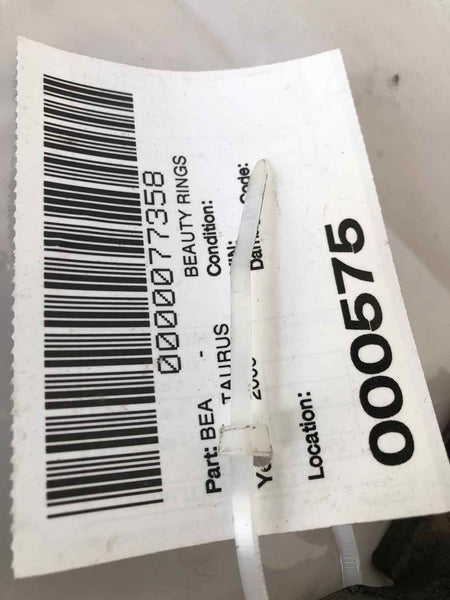 0000077358
Part: BEA - BEAUTY RINGS
TAURUS Condition:
Code:
Location:
000575